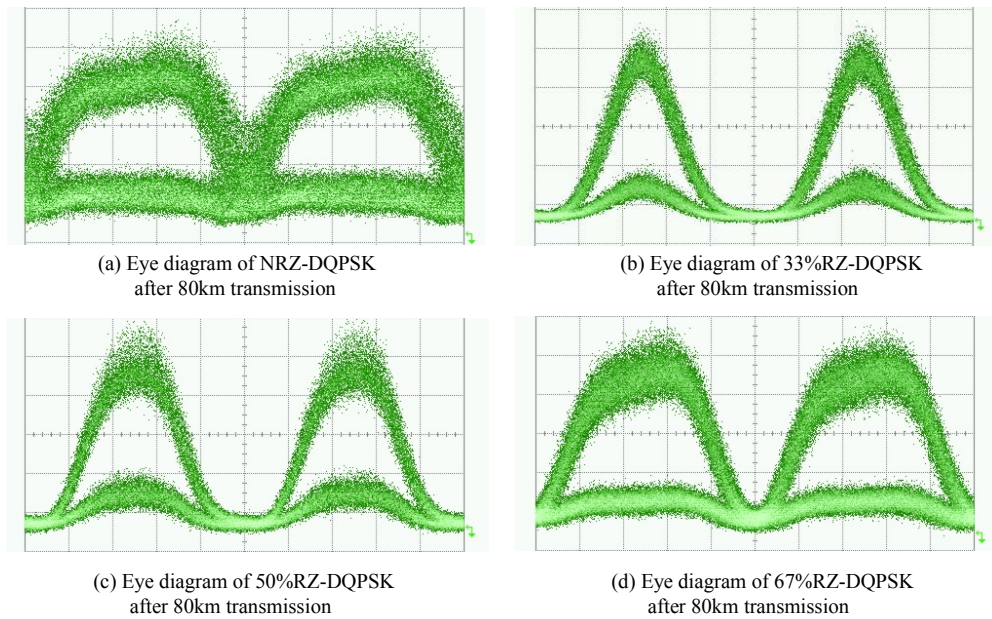 (a) Eye diagram of NRZ-DQPSK
after 80km transmission
(b) Eye diagram of 33%RZ-DQPSK
after 80km transmission
(c) Eye diagram of 50%RZ-DQPSK
after 80km transmission
(d) Eye diagram of 67%RZ-DQPSK
after 80km transmission